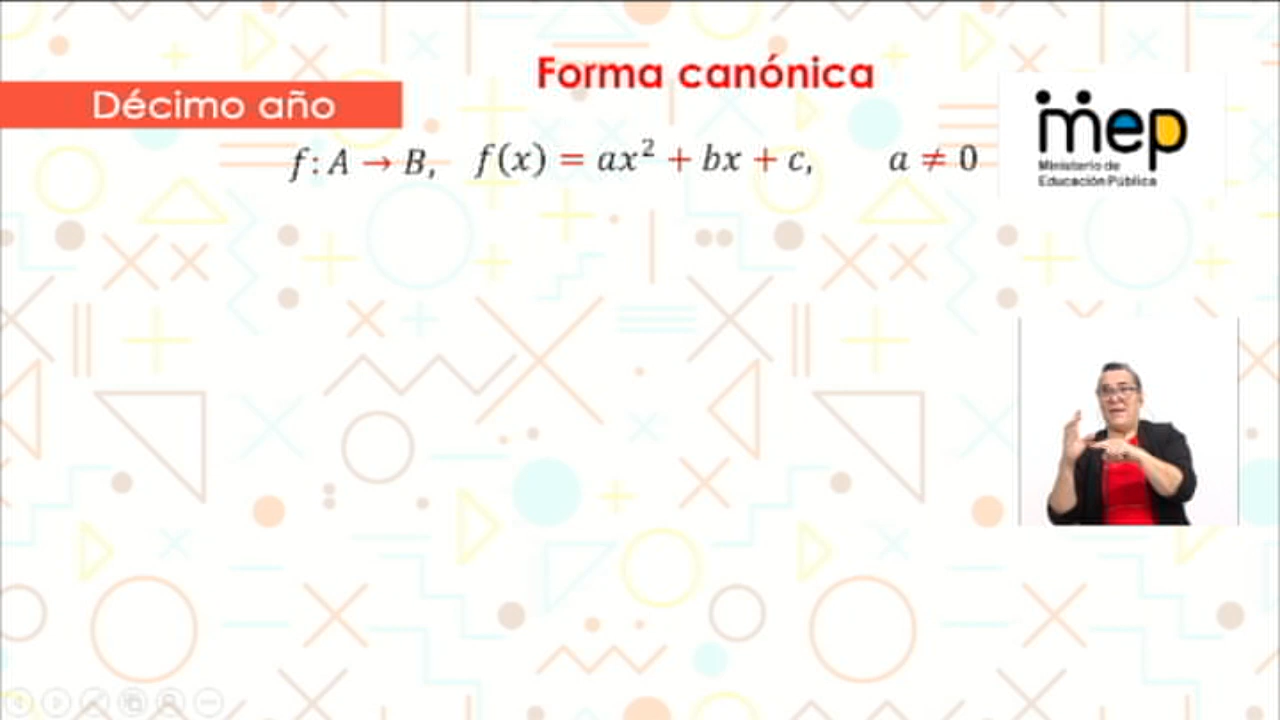 Forma canónica
Décimo año
f: A → B, f(x) = ax² + bx + c, a ≠ 0
mep
Ministerio de
Educación Pública